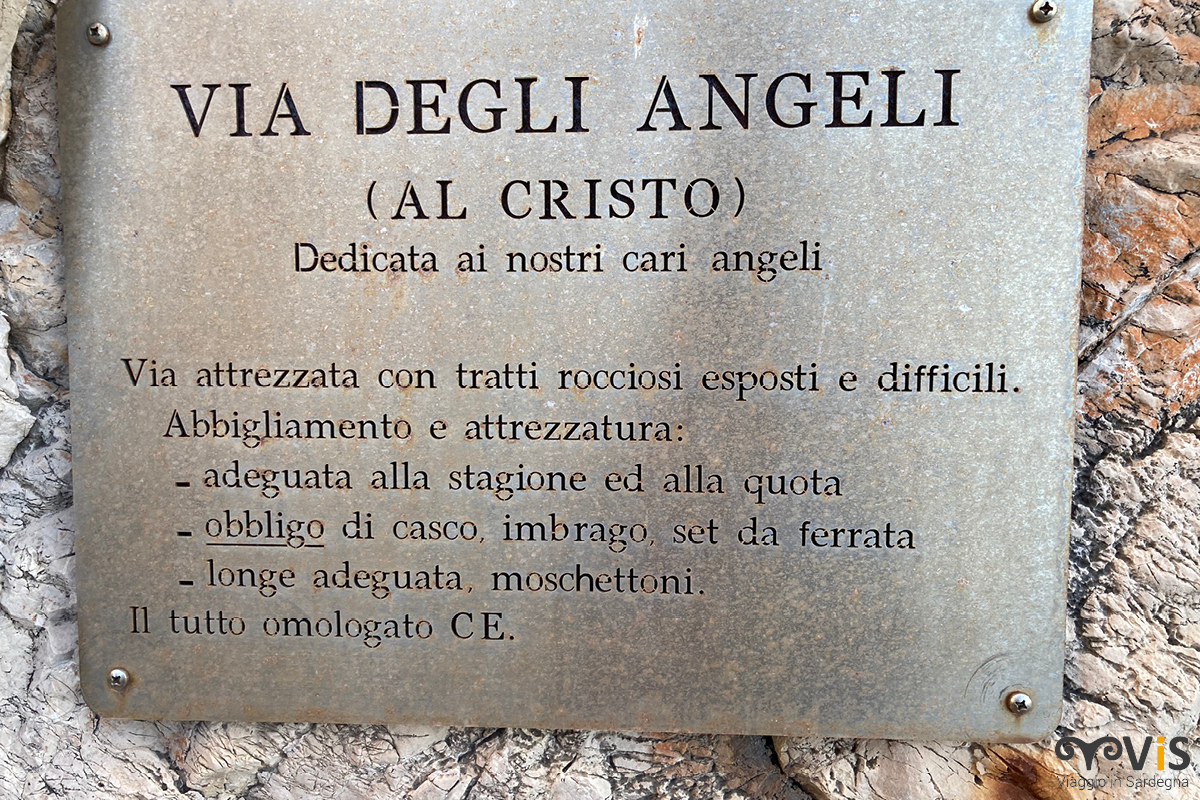 VIA DEGLI ANGELI
(AL CRISTO)
Dedicata ai nostri cari angeli
Via attrezzata con tratti rocciosi esposti e difficili.
Abbigliamento e attrezzatura:
- adeguata alla stagione ed alla quota
- obbligo di casco, imbrago, set da ferrata
- longe adeguata, moschettoni.
Il tutto omologato CE.
ViS
Viaggio in Sardegna